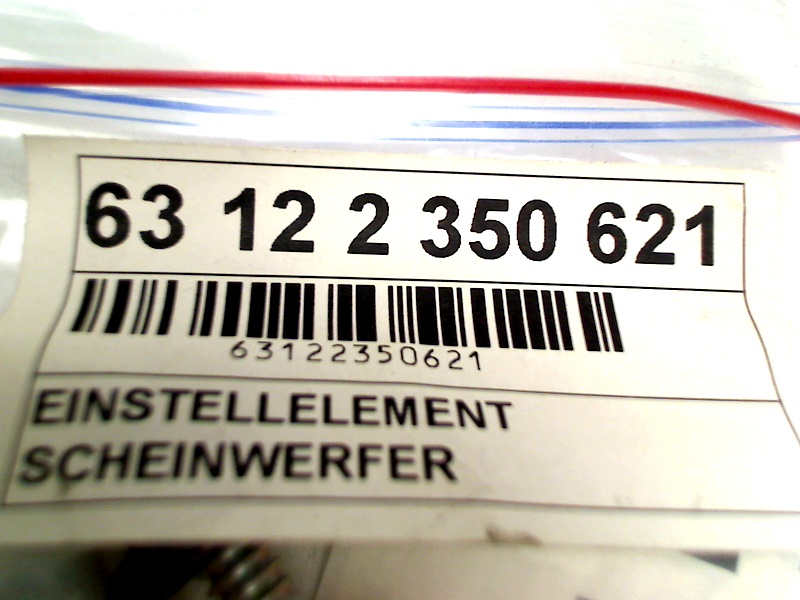 63 12 2 350 621
63122350621
EINSTELLELEMENT
SCHEINWERFER